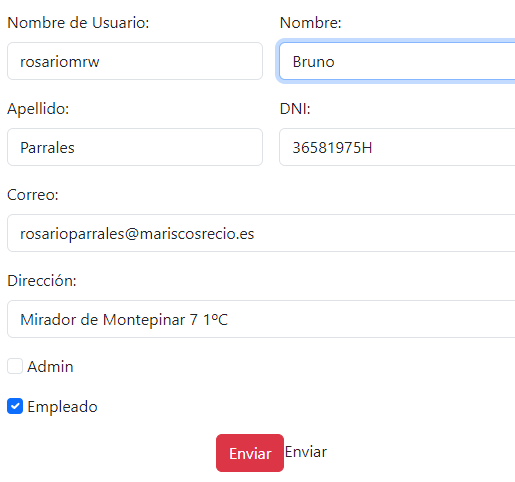 Nombre de Usuario:
Nombre:
rosariomrw
Bruno
Apellido:
DNI:
Parrales
36581975H
Correo:
rosarioparrales@mariscosrecio.es
Dirección:
Mirador de Montepinar 7 1ºC
Admin
Empleado
Enviar Enviar